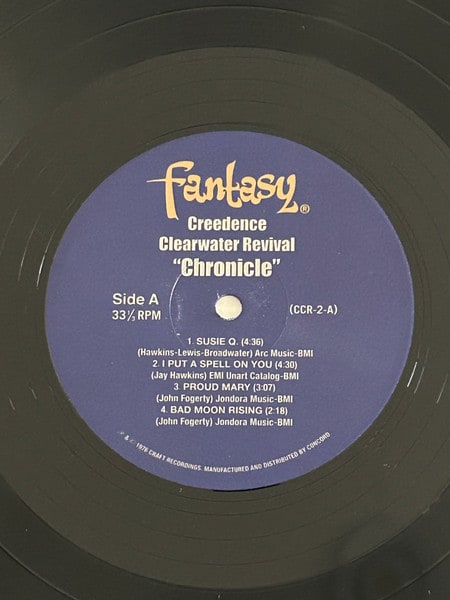 fantasy®
Creedence
Clearwater Revival
"Chronicle"
Side A
33⅓ RPM
(CCR-2-A)
1. SUSIE Q. (4:36)
(Hawkins-Lewis-Broadwater) Arc Music-BMI
2. I PUT A SPELL ON YOU (4:30)
(Jay Hawkins) EMI Unart Catalog-BMI
3. PROUD MARY (3:07)
(John Fogerty) Jondora Music-BMI
4. BAD MOON RISING (2:18)
(John Fogerty) Jondora Music-BMI
℗ & © 1976 CRAFT RECORDINGS. MANUFACTURED AND DISTRIBUTED BY CONCORD